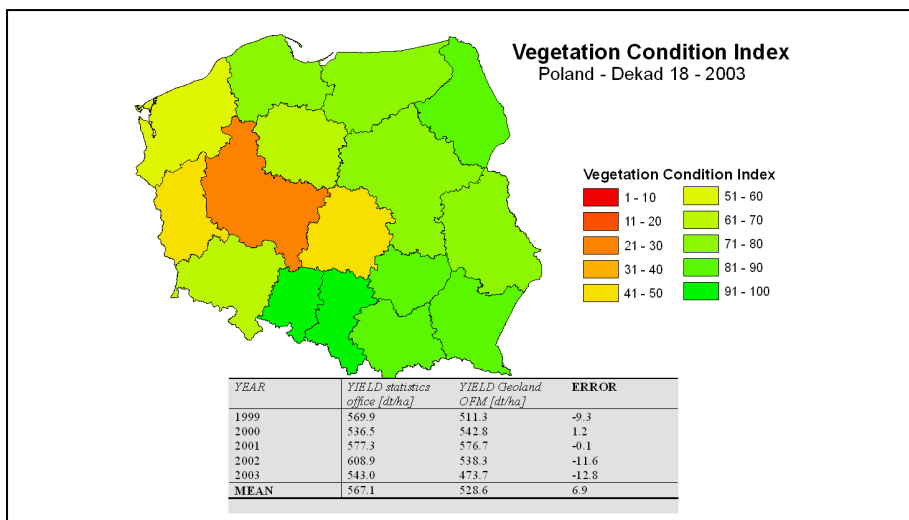 Vegetation Condition Index
Poland - Dekad 18 - 2003
Vegetation Condition Index
1 - 10
11 - 20
21 - 30
31 - 40
41 - 50
51 - 60
61 - 70
71 - 80
81 - 90
91 - 100
YEAR YIELD statistics office [dt/ha] YIELD Geoland OFM [dt/ha] ERROR
1999 569.9 511.3 -9.3
2000 536.5 542.8 1.2
2001 577.3 576.7 -0.1
2002 608.9 538.3 -11.6
2003 543.0 473.7 -12.8
MEAN 567.1 528.6 6.9